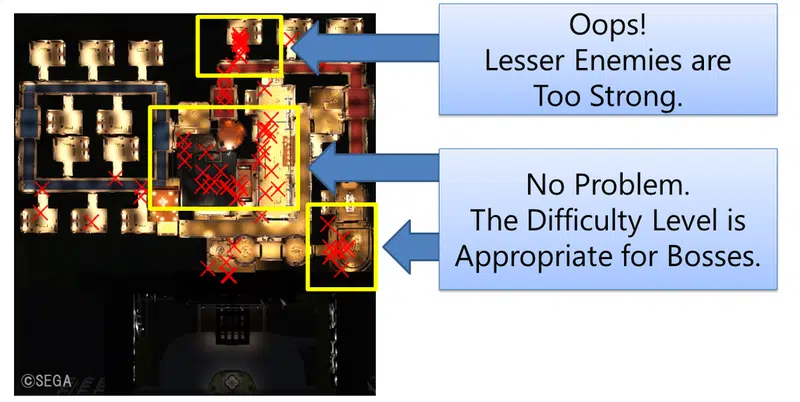 Oops!
Lesser Enemies are
Too Strong.
No Problem.
The Difficulty Level is
Appropriate for Bosses.
©SEGA